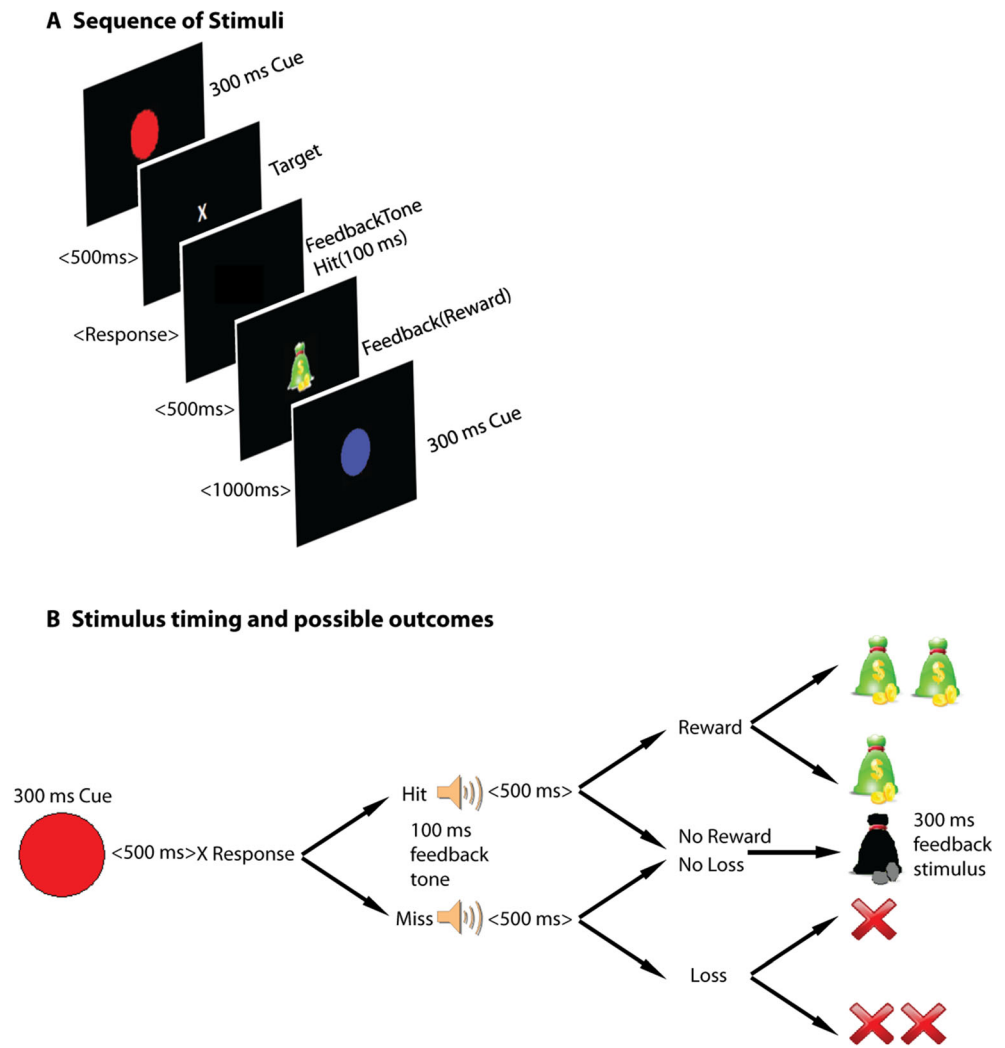 A Sequence of Stimuli
300 ms Cue
Target
<500ms>
FeedbackTone
Hit(100 ms)
<Response>
Feedback(Reward)
<500ms>
300 ms Cue
<1000ms>
B Stimulus timing and possible outcomes
300 ms Cue
<500 ms>X Response
Hit
<500 ms>
100 ms
feedback
tone
Miss
<500 ms>
Reward
No Reward
No Loss
Loss
$
$
$
300 ms
feedback
stimulus